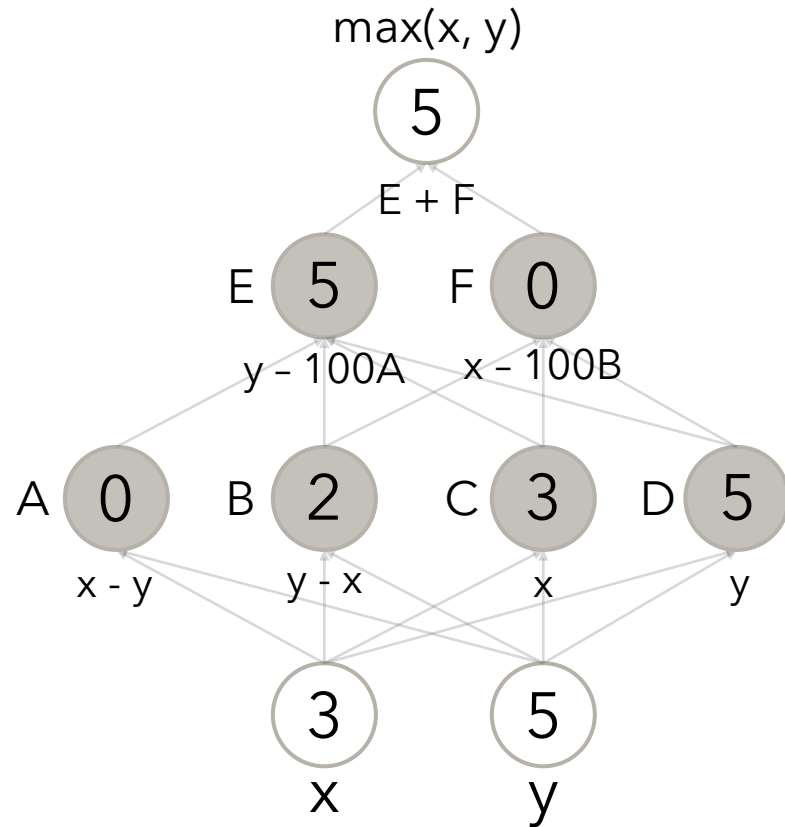 max(x, y)
5
E + F
E 5 F 0
y – 100A x – 100B
A 0 B 2 C 3 D 5
x - y y - x x y
3 5
x y